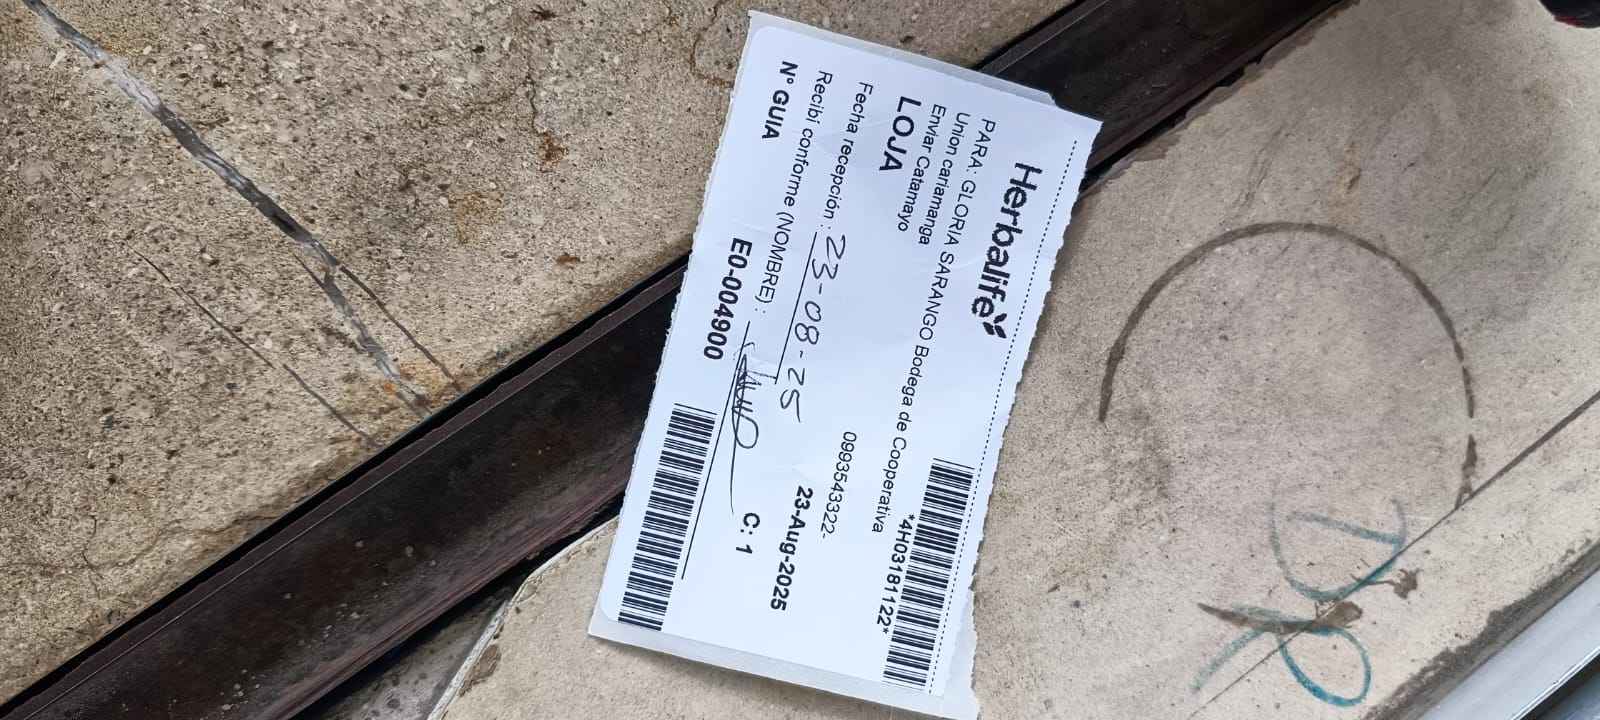 Herbalife
*4H03181122*
PARA: GLORIA SARANGO Bodega de Cooperativa
Union cariamanga
Enviar Catamayo
LOJA
0993543322-
Fecha recepción: 23-08-25
23-Aug-2025
Recibi conforme (NOMBRE):
C: 1
Nº GUIA E0-004900